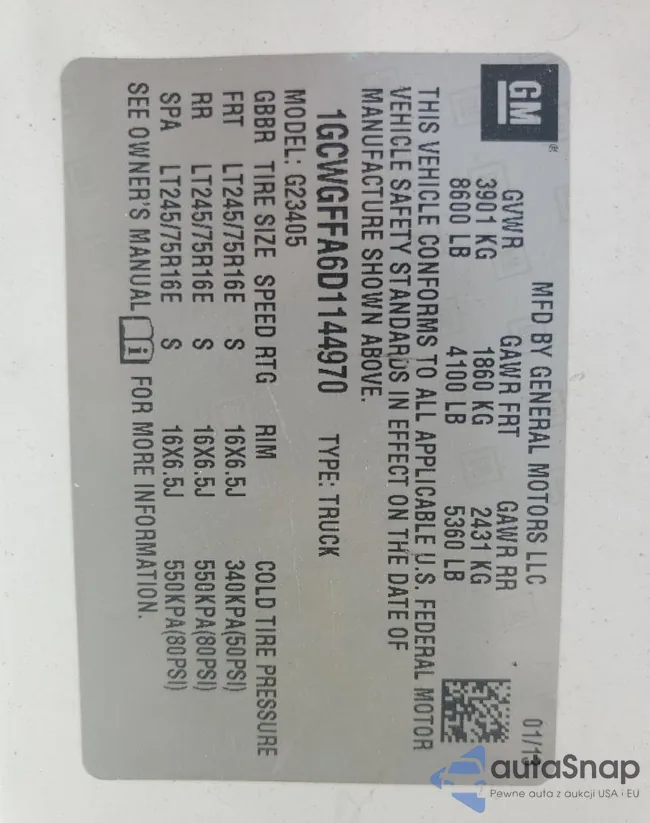 GM
MFD BY GENERAL MOTORS LLC
01/13
GVWR GAWR FRT GAWR RR
3901 KG 1860 KG 2431 KG
8600 LB 4100 LB 5360 LB
THIS VEHICLE CONFORMS TO ALL APPLICABLE U.S. FEDERAL MOTOR
VEHICLE SAFETY STANDARDS IN EFFECT ON THE DATE OF
MANUFACTURE SHOWN ABOVE.
1GCWGFFA6D1144970 TYPE: TRUCK
MODEL: G23405
GBBR TIRE SIZE SPEED RTG RIM COLD TIRE PRESSURE
FRT LT245/75R16E S 16X6.5J 340KPA(50PSI)
RR LT245/75R16E S 16X6.5J 550KPA(80PSI)
SPA LT245/75R16E S 16X6.5J 550KPA(80PSI)
SEE OWNER'S MANUAL FOR MORE INFORMATION.
autaSnap
Pewne auta z aukcji USA i EU